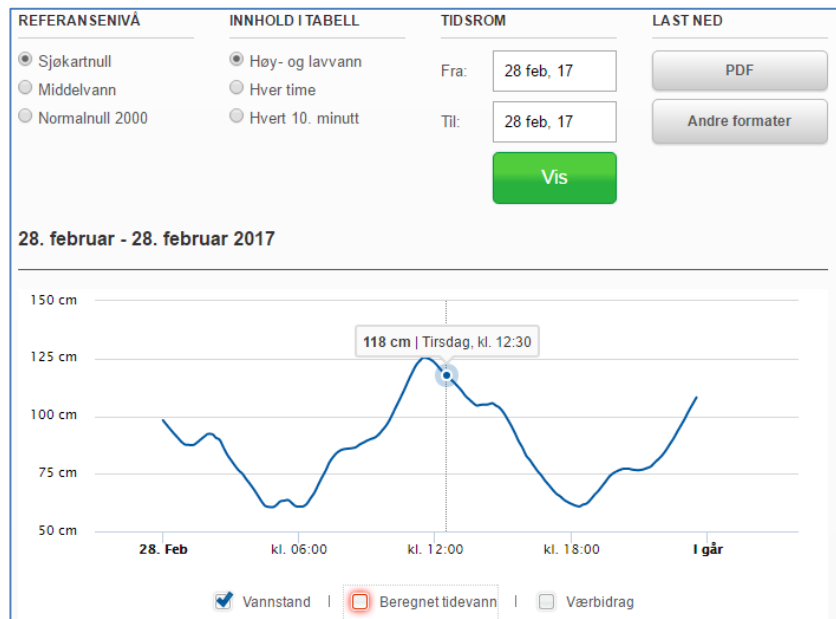 REFERANSENIVÅ
Sjøkartnull
Middelvann
Normalnull 2000
INNHOLD I TABELL
Høy- og lavvann
Hver time
Hvert 10. minutt
TIDSROM
Fra: 28 feb, 17
Til: 28 feb, 17
Vis
LAST NED
PDF
Andre formater
28. februar - 28. februar 2017
150 cm
125 cm
100 cm
75 cm
50 cm
118 cm | Tirsdag, kl. 12:30
28. Feb kl. 06:00 kl. 12:00 kl. 18:00 I går
Vannstand | Beregnet tidevann | Værbidrag